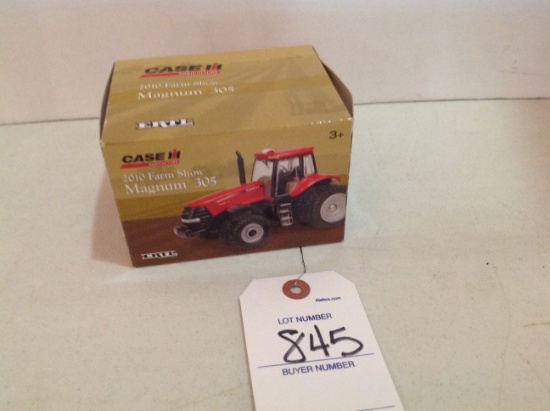 CASE IH
2010 Farm Show
Magnum 305
ERTL
3+
CASE IH
2010 Farm Show
Magnum 305
ERTL
LOT NUMBER
845
BUYER NUMBER